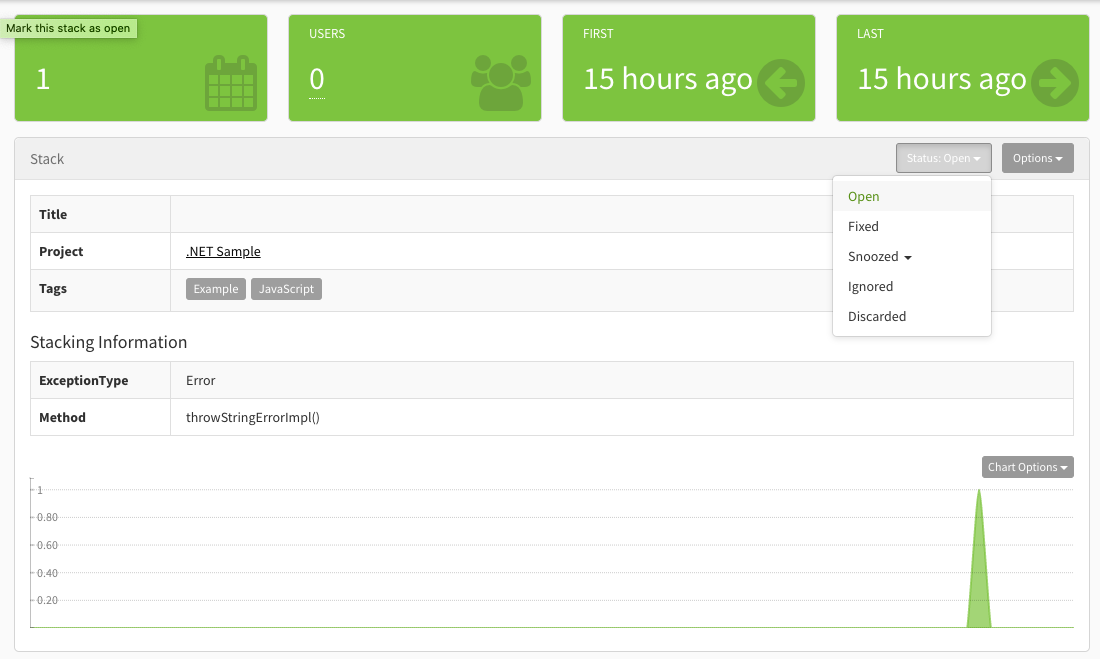 Mark this stack as open
USERS
FIRST
LAST
1
0
15 hours ago
15 hours ago
Stack
Status: Open
Options
Open
Fixed
Snoozed
Ignored
Discarded
Title
Project
.NET Sample
Tags
Example
JavaScript
Stacking Information
ExceptionType
Error
Method
throwStringErrorImpl()
Chart Options
1
0.80
0.60
0.40
0.20